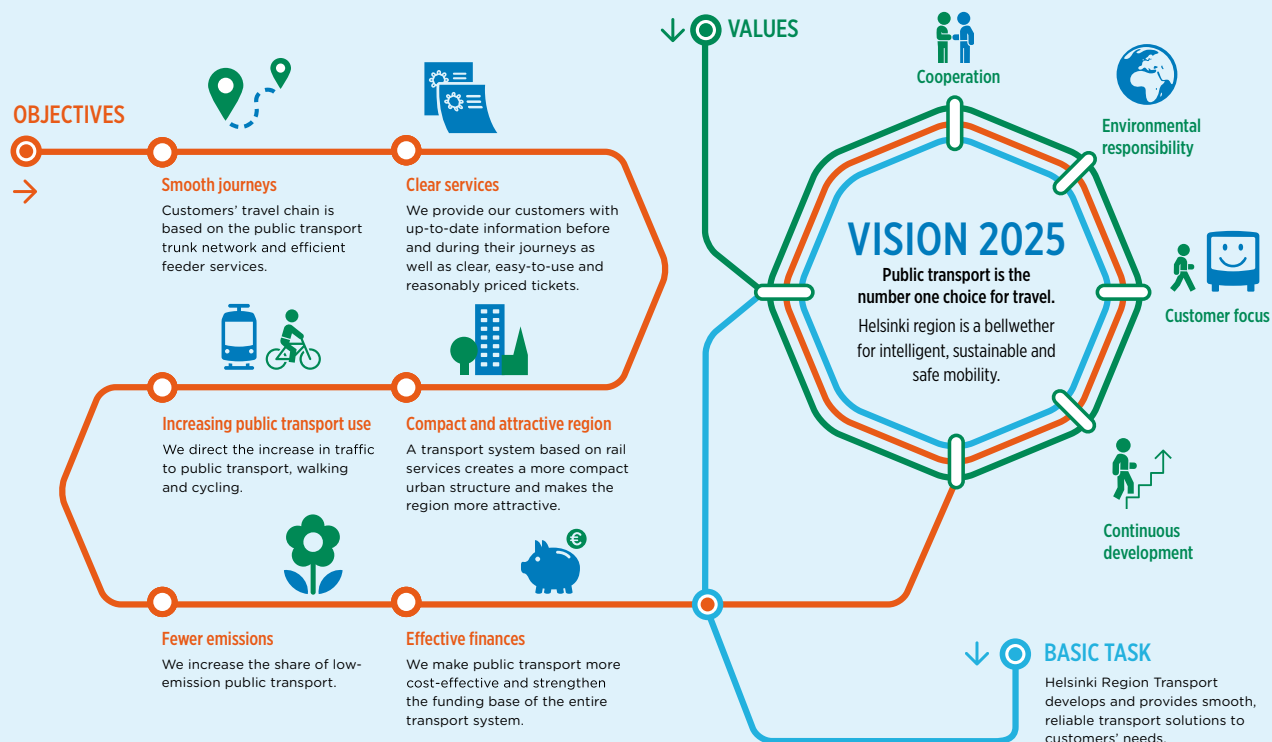 OBJECTIVES
Smooth journeys
Customers' travel chain is
based on the public transport
trunk network and efficient
feeder services.
Clear services
We provide our customers with
up-to-date information before
and during their journeys as
well as clear, easy-to-use and
reasonably priced tickets.
Increasing public transport use
We direct the increase in traffic
to public transport, walking
and cycling.
Compact and attractive region
A transport system based on rail
services creates a more compact
urban structure and makes the
region more attractive.
Fewer emissions
We increase the share of low-
emission public transport.
€
Effective finances
We make public transport more
cost-effective and strengthen
the funding base of the entire
transport system.
VALUES
Cooperation
Environmental
responsibility
Customer focus
Continuous
development
VISION 2025
Public transport is the
number one choice for travel.
Helsinki region is a bellwether
for intelligent, sustainable and
safe mobility.
BASIC TASK
Helsinki Region Transport
develops and provides smooth,
reliable transport solutions to
customers' needs.